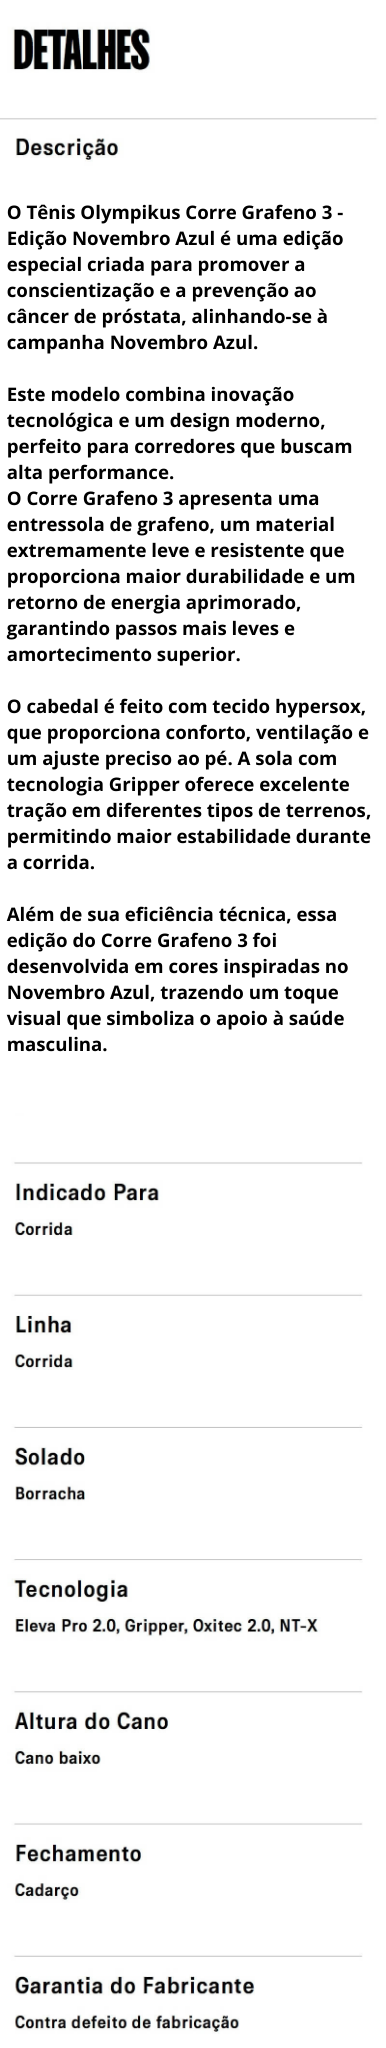 DETALHES
Descrição
O Tênis Olympikus Corre Grafeno 3 -
Edição Novembro Azul é uma edição
especial criada para promover a
conscientização e a prevenção ao
câncer de próstata, alinhando-se à
campanha Novembro Azul.
Este modelo combina inovação
tecnológica e um design moderno,
perfeito para corredores que buscam
alta performance.
O Corre Grafeno 3 apresenta uma
entressola de grafeno, um material
extremamente leve e resistente que
proporciona maior durabilidade e um
retorno de energia aprimorado,
garantindo passos mais leves e
amortecimento superior.
O cabedal é feito com tecido hypersox,
que proporciona conforto, ventilação e
um ajuste preciso ao pé. A sola com
tecnologia Gripper oferece excelente
tração em diferentes tipos de terrenos,
permitindo maior estabilidade durante
a corrida.
Além de sua eficiência técnica, essa
edição do Corre Grafeno 3 foi
desenvolvida em cores inspiradas no
Novembro Azul, trazendo um toque
visual que simboliza o apoio à saúde
masculina.
Indicado Para
Corrida
Linha
Corrida
Solado
Borracha
Tecnologia
Eleva Pro 2.0, Gripper, Oxitec 2.0, NT-X
Altura do Cano
Cano baixo
Fechamento
Cadarço
Garantia do Fabricante
Contra defeito de fabricação